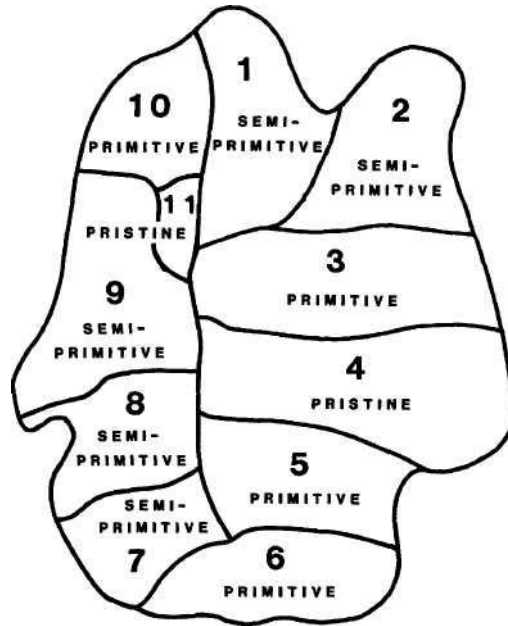 1
SEMI-
PRIMITIVE
2
SEMI-
PRIMITIVE
10
PRIMITIVE
11
PRISTINE
3
PRIMITIVE
9
SEMI-
PRIMITIVE
4
PRISTINE
8
SEMI-
PRIMITIVE
5
PRIMITIVE
SEMI-
PRIMITIVE
7
6
PRIMITIVE